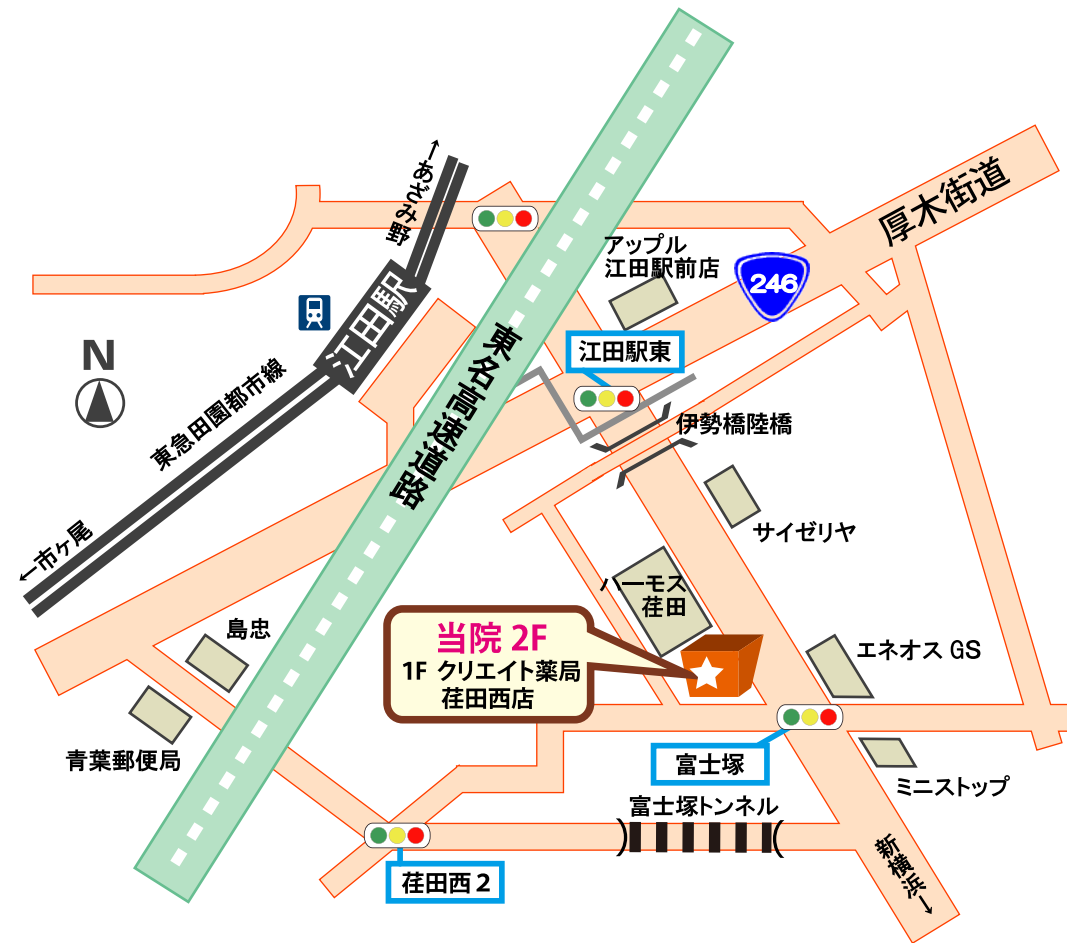 厚木街道
←あざみ野
アップル
江田駅前店
246
江田駅
東名高速道路
江田駅東
N
東急田園都市線
伊勢橋陸橋
サイゼリヤ
←市ヶ尾
ハーモス
荏田
島忠
当院 2F
1F クリエイト薬局
荏田西店
エネオス GS
青葉郵便局
富士塚
ミニストップ
富士塚トンネル
新横浜→
荏田西2